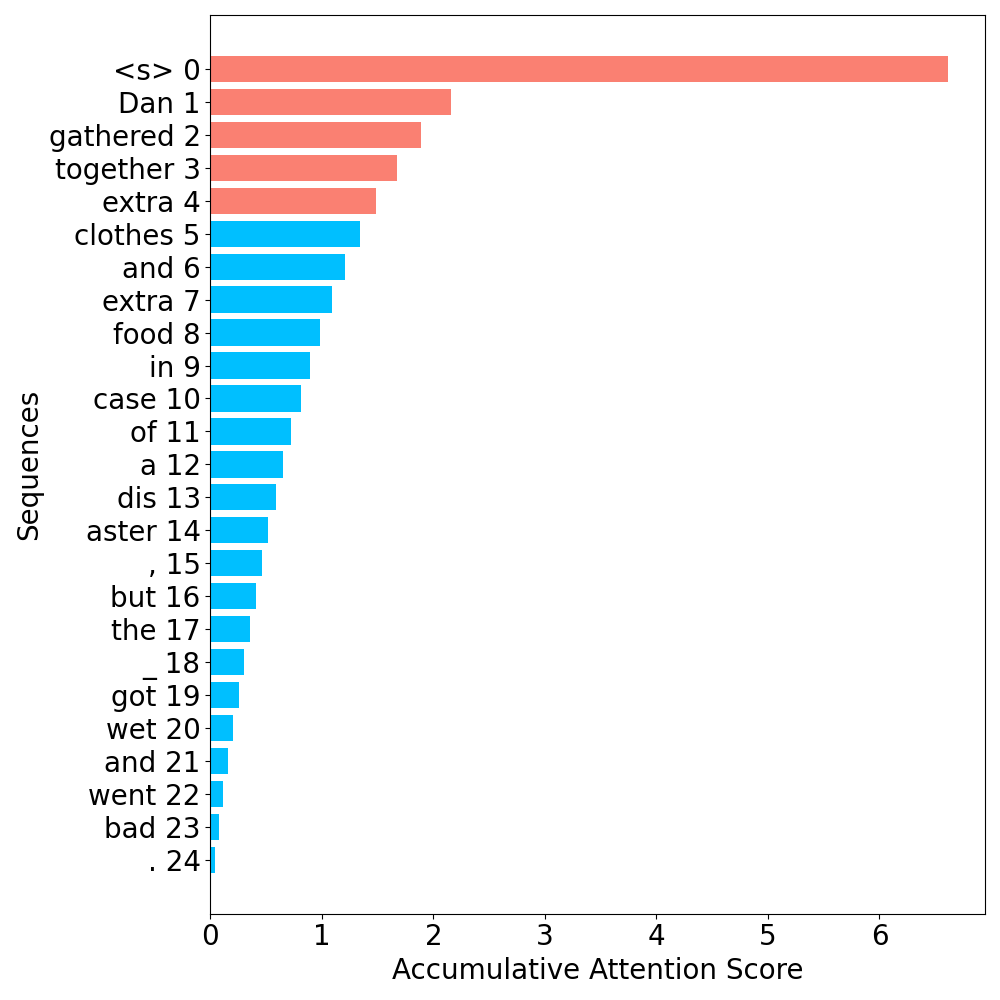 <s> 0
Dan 1
gathered 2
together 3
extra 4
clothes 5
and 6
extra 7
food 8
in 9
case 10
of 11
a 12
dis 13
aster 14
, 15
but 16
the 17
_ 18
got 19
wet 20
and 21
went 22
bad 23
. 24
Sequences
0 1 2 3 4 5 6
Accumulative Attention Score